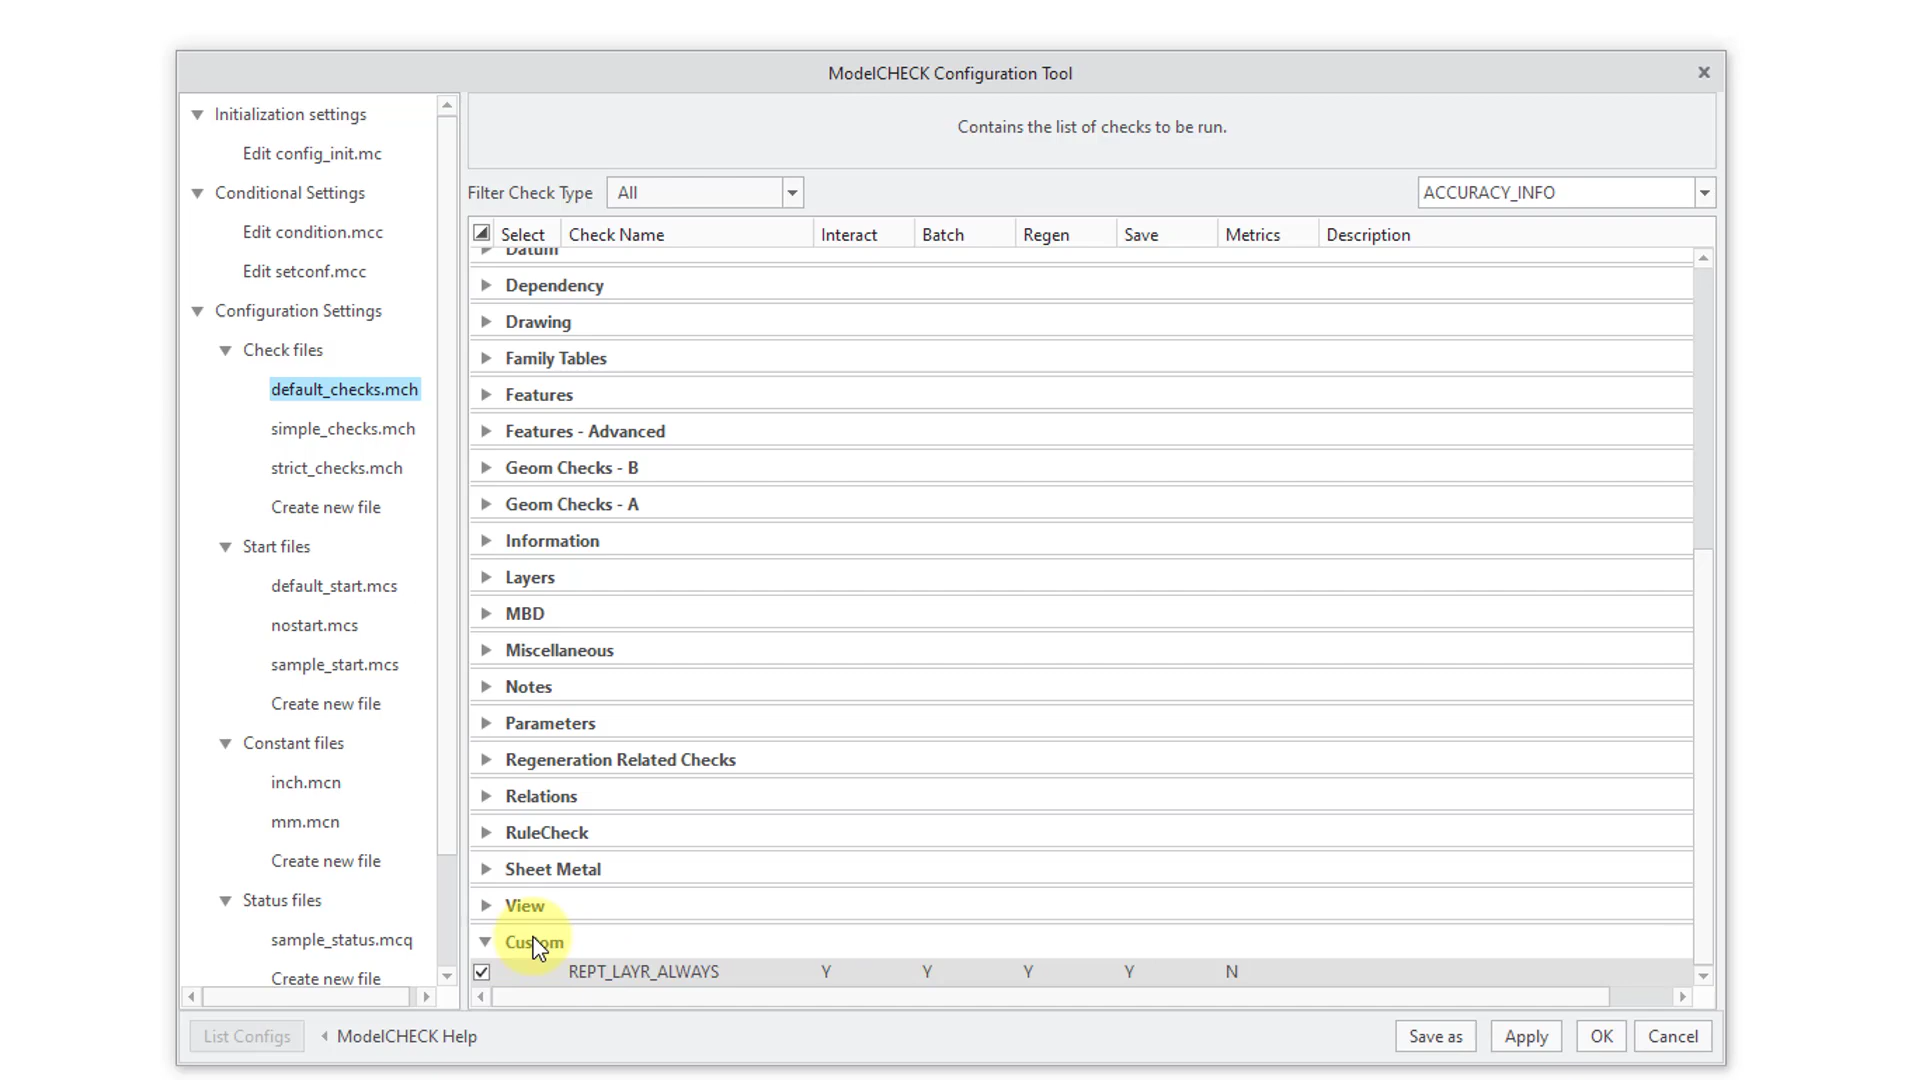 ModelCHECK Configuration Tool
Initialization settings
Edit config_init.mc
Conditional Settings
Edit condition.mcc
Edit setconf.mcc
Configuration Settings
Check files
default_checks.mch
simple_checks.mch
strict_checks.mch
Create new file
Start files
default_start.mcs
nostart.mcs
sample_start.mcs
Create new file
Constant files
inch.mcn
mm.mcn
Create new file
Status files
sample_status.mcq
Create new file
Contains the list of checks to be run.
Filter Check Type All ACCURACY_INFO
Select Check Name Interact Batch Regen Save Metrics Description
Datum
Dependency
Drawing
Family Tables
Features
Features - Advanced
Geom Checks - B
Geom Checks - A
Information
Layers
MBD
Miscellaneous
Notes
Parameters
Regeneration Related Checks
Relations
RuleCheck
Sheet Metal
View
Custom
REPT_LAYR_ALWAYS Y Y Y Y N
List Configs ModelCHECK Help Save as Apply OK Cancel